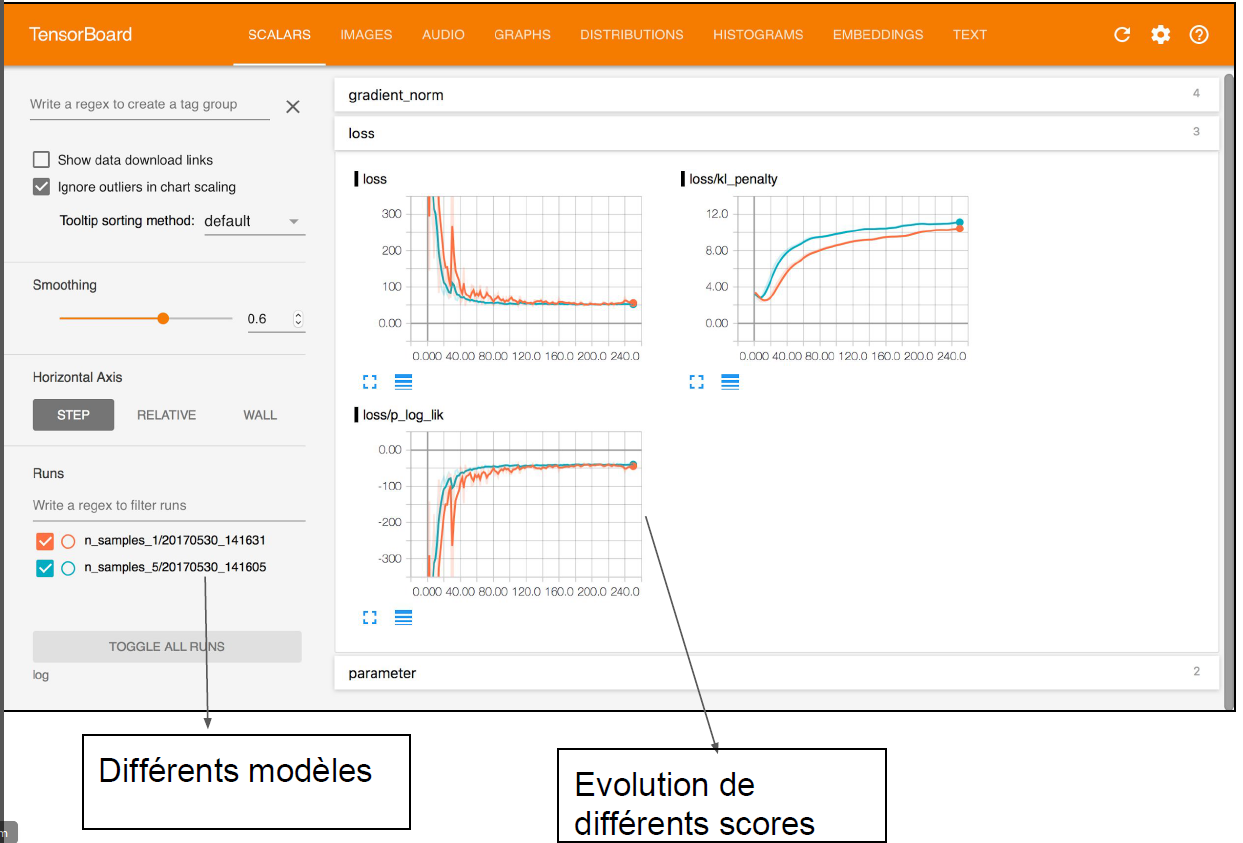 TensorBoard
SCALARS IMAGES AUDIO GRAPHS DISTRIBUTIONS HISTOGRAMS EMBEDDINGS TEXT
Write a regex to create a tag group
Show data download links
Ignore outliers in chart scaling
Tooltip sorting method: default
Smoothing
0.6
Horizontal Axis
STEP RELATIVE WALL
Runs
Write a regex to filter runs
n_samples_1/20170530_141631
n_samples_5/20170530_141605
TOGGLE ALL RUNS
log
gradient_norm 4
loss 3
loss
300
200
100
0.00
0.000 40.00 80.00 120.0 160.0 200.0 240.0
loss/kl_penalty
12.0
8.00
4.00
0.00
0.000 40.00 80.00 120.0 160.0 200.0 240.0
loss/p_log_lik
0.00
-100
-200
-300
0.000 40.00 80.00 120.0 160.0 200.0 240.0
parameter 2
Différents modèles
Evolution de
différents scores
m